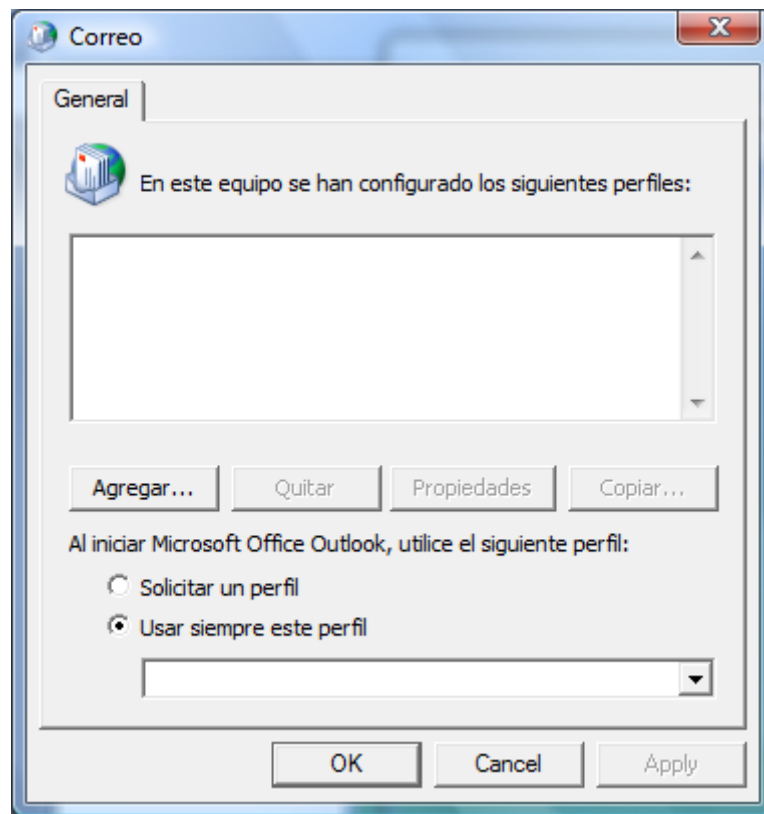 Correo
General
En este equipo se han configurado los siguientes perfiles:
Agregar... Quitar Propiedades Copiar...
Al iniciar Microsoft Office Outlook, utilice el siguiente perfil:
Solicitar un perfil
Usar siempre este perfil
OK Cancel Apply